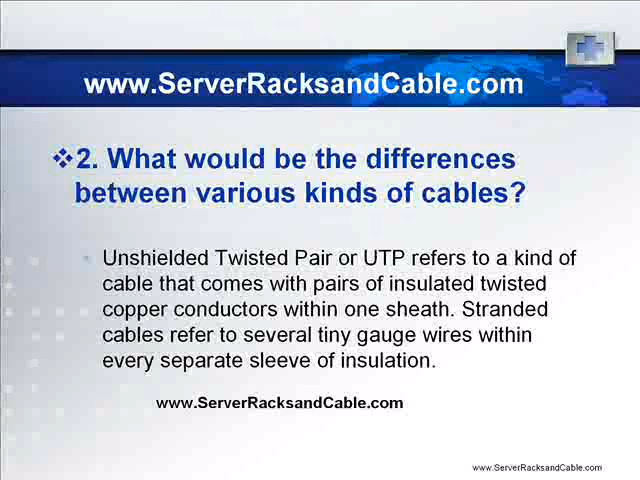 www.ServerRacksandCable.com
❖2. What would be the differences
between various kinds of cables?
• Unshielded Twisted Pair or UTP refers to a kind of
cable that comes with pairs of insulated twisted
copper conductors within one sheath. Stranded
cables refer to several tiny gauge wires within
every separate sleeve of insulation.
www.ServerRacksandCable.com
www.ServerRacksandCable.com